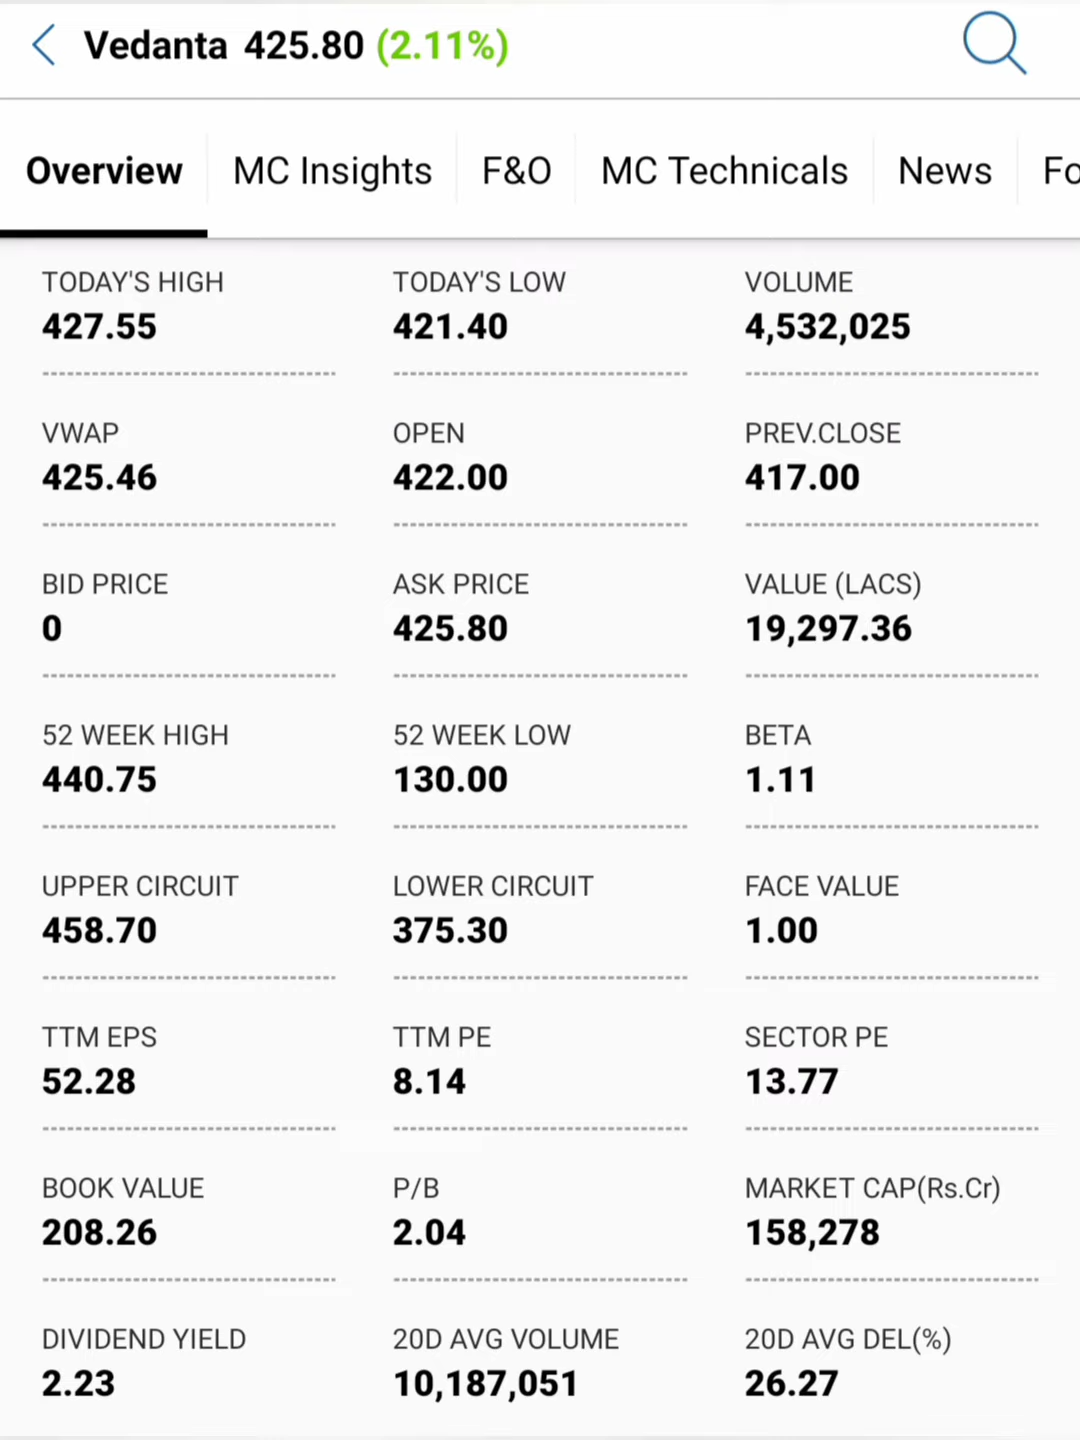 Vedanta 425.80 (2.11%)
Overview MC Insights F&O MC Technicals News Fo
TODAY'S HIGH TODAY'S LOW VOLUME
427.55 421.40 4,532,025
VWAP OPEN PREV.CLOSE
425.46 422.00 417.00
BID PRICE ASK PRICE VALUE (LACS)
0 425.80 19,297.36
52 WEEK HIGH 52 WEEK LOW BETA
440.75 130.00 1.11
UPPER CIRCUIT LOWER CIRCUIT FACE VALUE
458.70 375.30 1.00
TTM EPS TTM PE SECTOR PE
52.28 8.14 13.77
BOOK VALUE P/B MARKET CAP(Rs.Cr)
208.26 2.04 158,278
DIVIDEND YIELD 20D AVG VOLUME 20D AVG DEL(%)
2.23 10,187,051 26.27